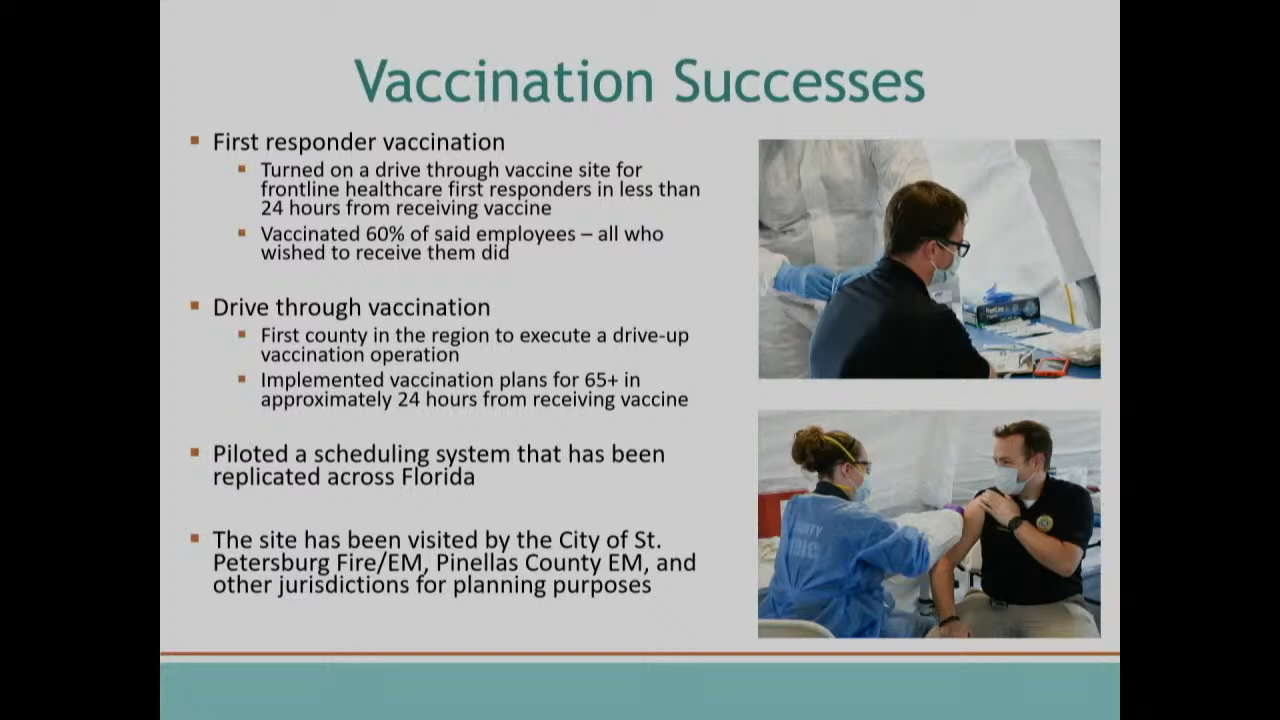 Vaccination Successes
First responder vaccination
Turned on a drive through vaccine site for
frontline healthcare first responders in less than
24 hours from receiving vaccine
Vaccinated 60% of said employees – all who
wished to receive them did
Drive through vaccination
First county in the region to execute a drive-up
vaccination operation
Implemented vaccination plans for 65+ in
approximately 24 hours from receiving vaccine
Piloted a scheduling system that has been
replicated across Florida
The site has been visited by the City of St.
Petersburg Fire/EM, Pinellas County EM, and
other jurisdictions for planning purposes